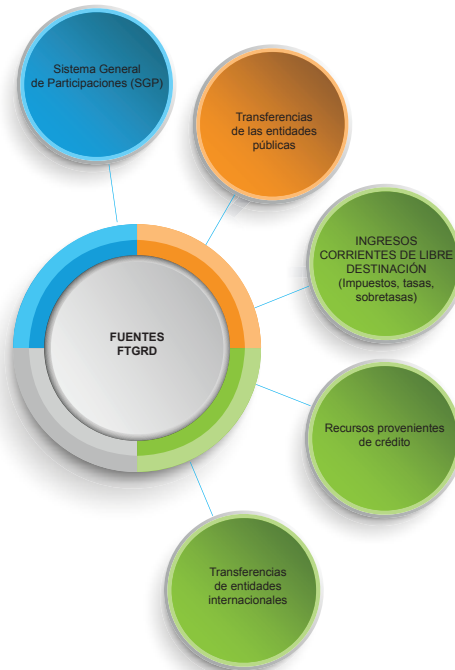 Sistema General
de Participaciones (SGP)
Transferencias
de las entidades
públicas
INGRESOS
CORRIENTES DE LIBRE
DESTINACIÓN
(Impuestos, tasas,
sobretasas)
FUENTES
FTGRD
Recursos provenientes
de crédito
Transferencias
de entidades
internacionales